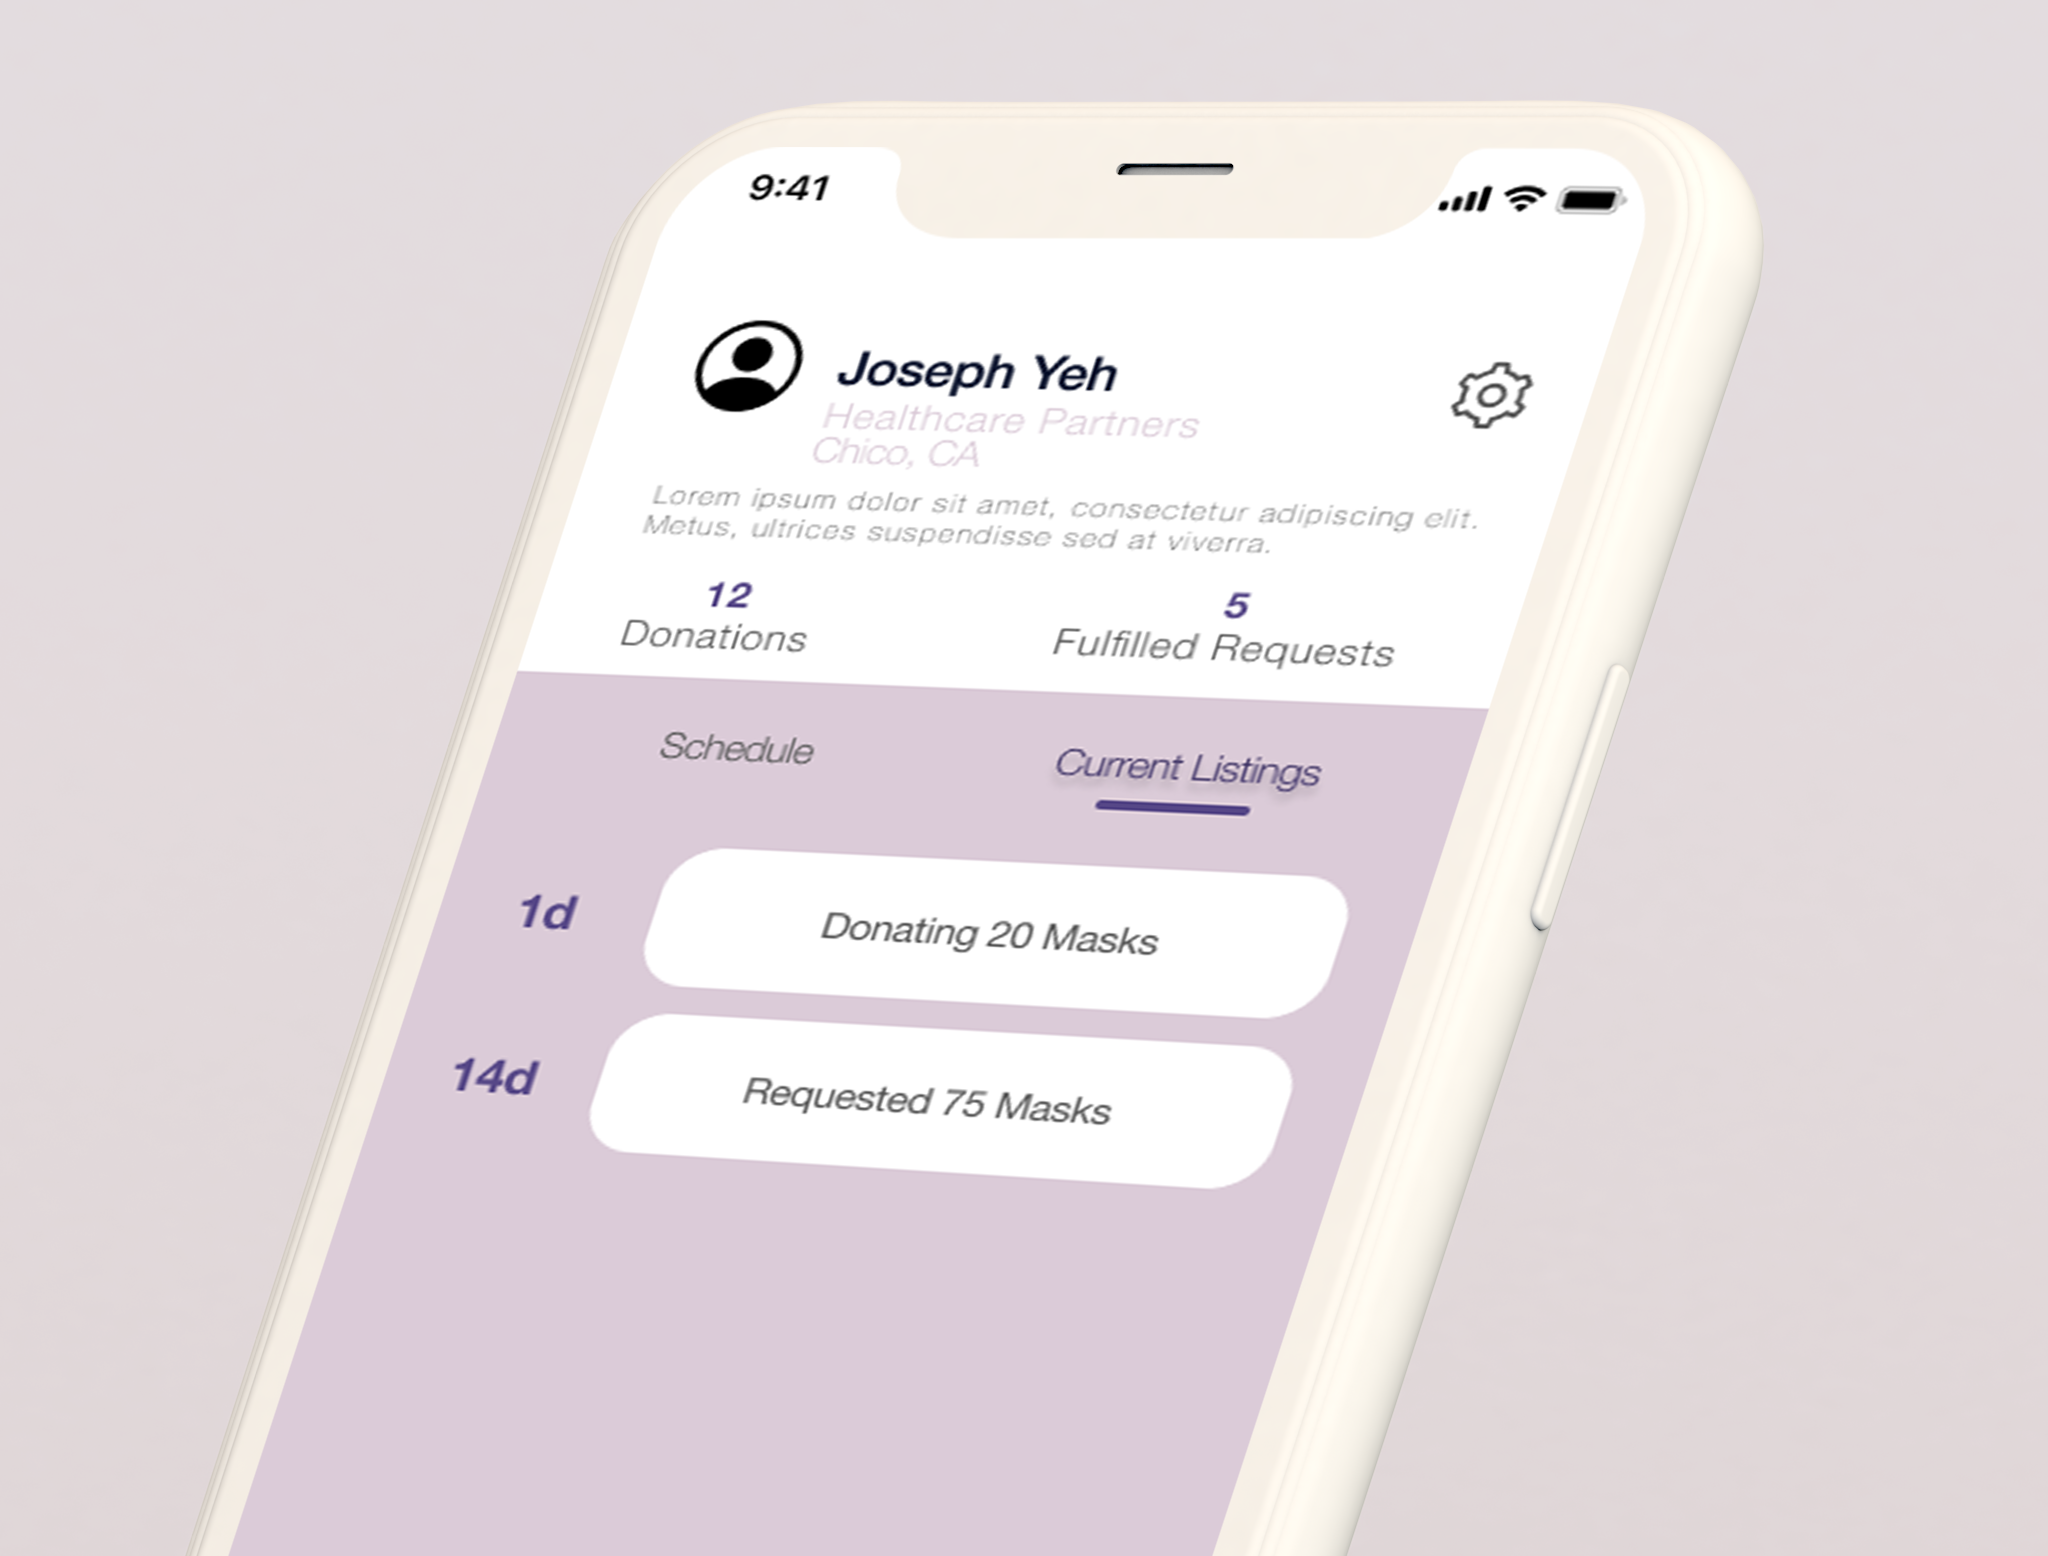 9:41
Joseph Yeh
Healthcare Partners
Chico, CA
Lorem ipsum dolor sit amet, consectetur adipiscing elit.
Metus, ultrices suspendisse sed at viverra.
12
Donations
5
Fulfilled Requests
Schedule
Current Listings
1d
Donating 20 Masks
14d
Requested 75 Masks